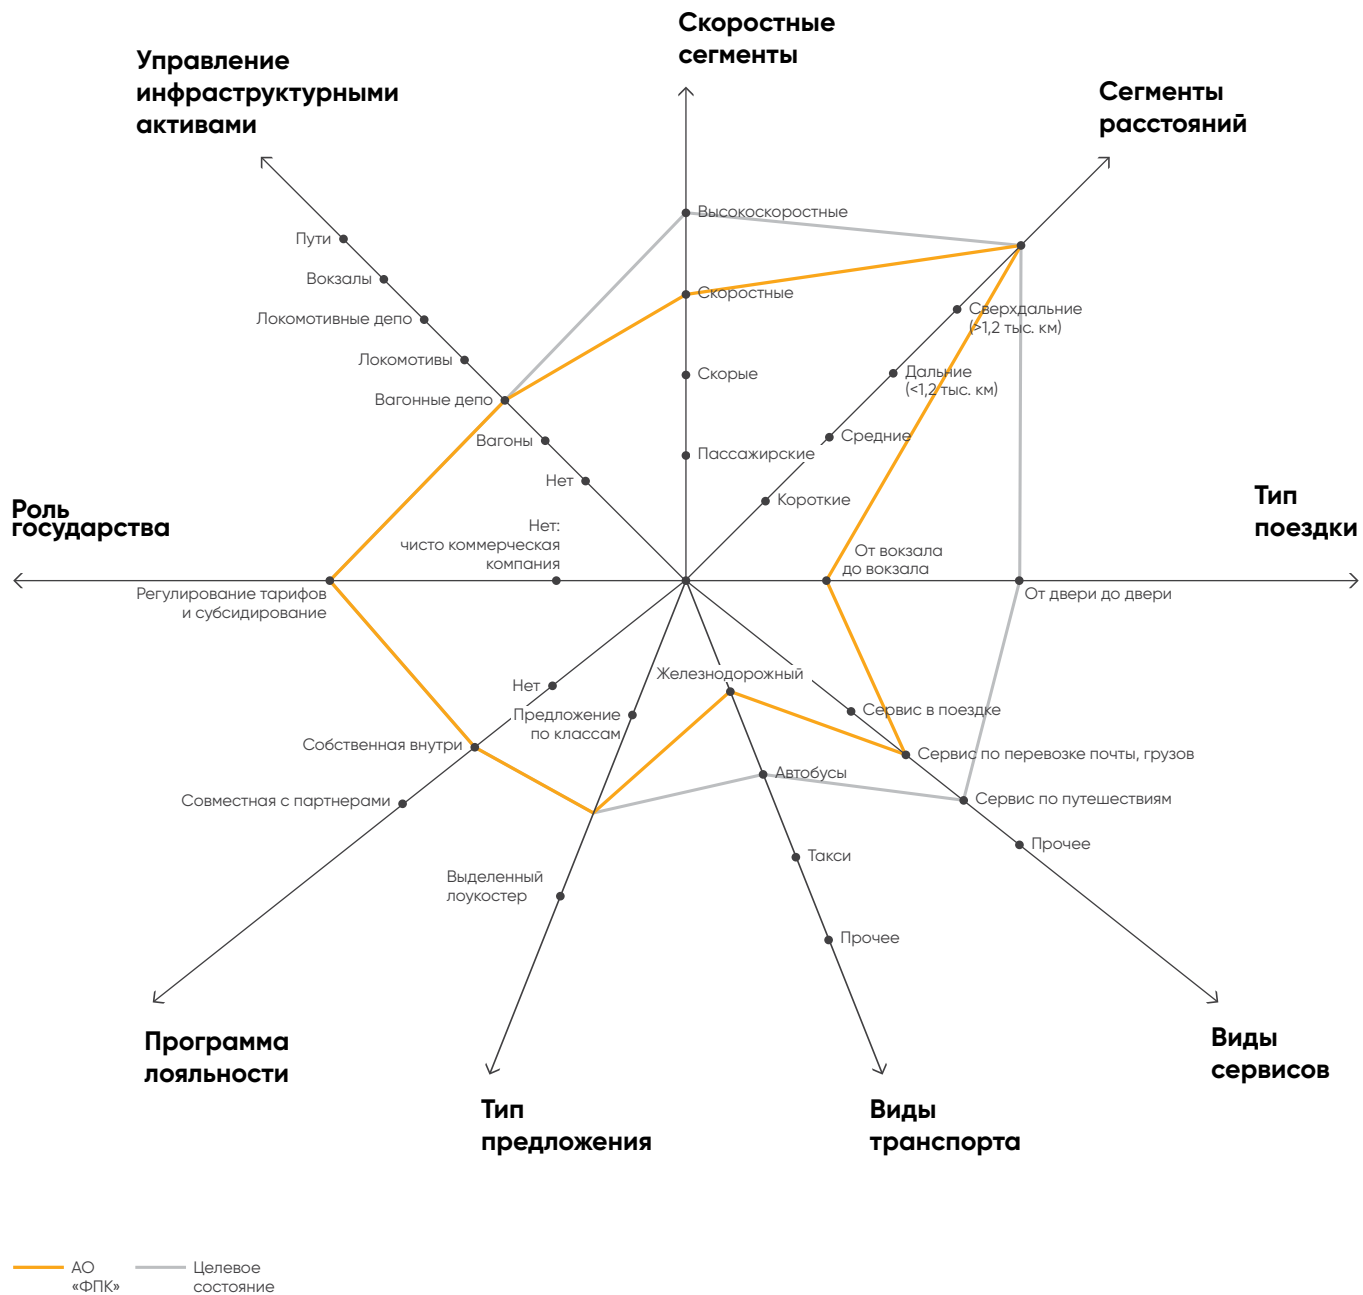 Скоростные
сегменты
Управление
инфраструктурными
активами
Сегменты
расстояний
Высокоскоростные
Пути
Вокзалы
Скоростные
Сверхдальние
(>1,2 тыс. км)
Локомотивные депо
Локомотивы
Скорые
Дальние
(<1,2 тыс. км)
Вагонные депо
Вагоны
Средние
Пассажирские
Нет
Короткие
Роль
государства
Тип
поездки
Нет:
чисто коммерческая
компания
От вокзала
до вокзала
Регулирование тарифов
и субсидирование
От двери до двери
Железнодорожный
Нет
Предложение
по классам
Сервис в поездке
Собственная внутри
Сервис по перевозке почты, грузов
Автобусы
Совместная с партнерами
Сервис по путешествиям
Прочее
Такси
Выделенный
лоукостер
Прочее
Программа
лояльности
Виды
сервисов
Тип
предложения
Виды
транспорта
АО
«ФПК»
Целевое
состояние